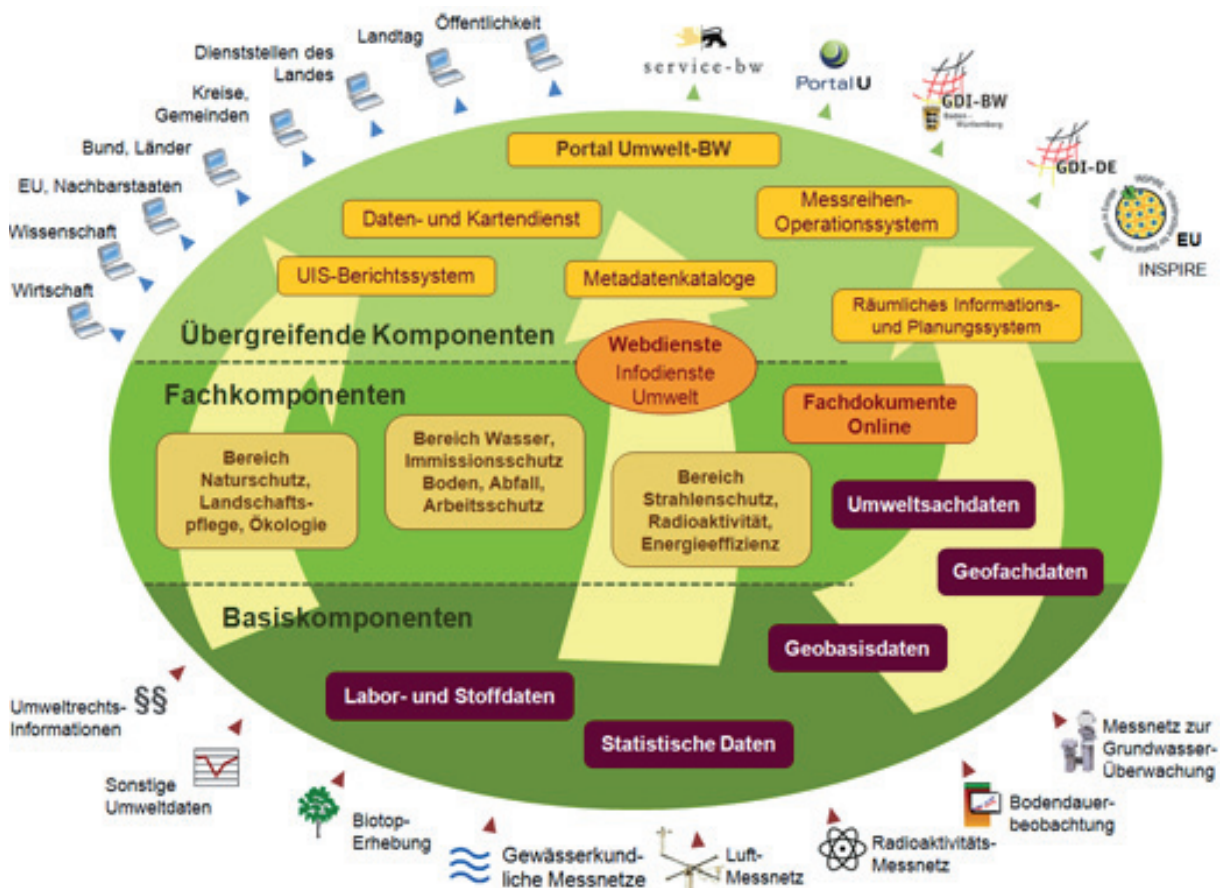 Öffentlichkeit
Landtag
Dienststellen des
Landes
Kreise,
Gemeinden
Bund, Länder
EU, Nachbarstaaten
Wissenschaft
Wirtschaft
service-bw
PortalU
GDI-BW
Baden-
Württemberg
GDI-DE
EU
INSPIRE
Portal Umwelt-BW
Daten- und Kartendienst
Messreihen-
Operationssystem
UIS-Berichtssystem
Metadatenkataloge
Räumliches Informations-
und Planungssystem
Übergreifende Komponenten
Webdienste
Infodienste
Umwelt
Fachkomponenten
Fachdokumente
Online
Bereich
Naturschutz,
Landschafts-
pflege, Ökologie
Bereich Wasser,
Immissionsschutz
Boden, Abfall,
Arbeitsschutz
Bereich
Strahlenschutz,
Radioaktivität,
Energieeffizienz
Umweltsachdaten
Geofachdaten
Basiskomponenten
Geobasisdaten
Labor- und Stoffdaten
Statistische Daten
Umweltrechts-
Informationen
§§
Sonstige
Umweltdaten
Biotop-
Erhebung
Gewässerkund-
liche Messnetze
Luft-
Messnetz
Radioaktivitäts-
Messnetz
Bodendauer-
beobachtung
Messnetz zur
Grundwasser-
Überwachung